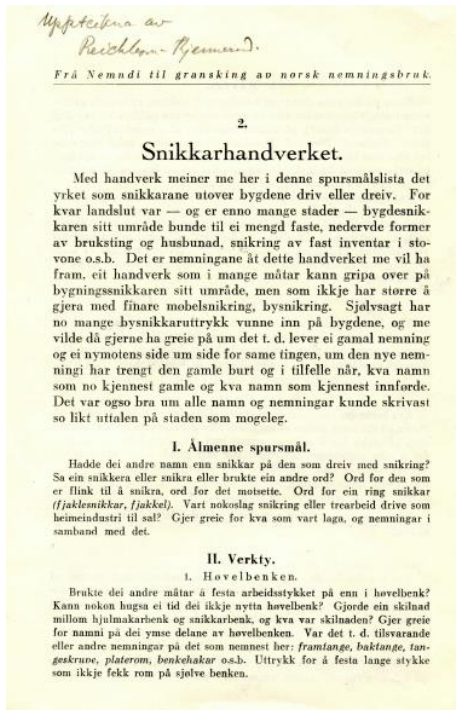 Uppteikna av
Reichborn-Kjennerud.
Frå Nemndi til gransking av norsk nemningsbruk.
2.
Snikkarhandverket.
Med handverk meiner me her i denne spursmålslista det
yrket som snikkarane utover bygdene driv eller dreiv. For
kvar landslut var — og er enno mange stader — bygdesnik-
karen sitt umråde bunde til ei mengd faste, nedervde former
av bruksting og husbunad, snikring av fast inventar i sto-
vone o.s.b. Det er nemningane åt dette handverket me vil ha
fram, eit handverk som i mange måtar kann gripa over på
bygningssnikkaren sitt umråde, men som ikkje har større å
gjera med finare møbelsnikring, bysnikring. Sjølvsagt har
no mange bysnikkaruttrykk vunne inn på bygdene, og me
vilde då gjerne ha greie på um det t. d. lever ei gamal nemning
og ei nymotens side um side for same tingen, um den nye nem-
ningi har trengt den gamle burt og i tilfelle når, kva namn
som no kjennest gamle og kva namn som kjennest innførde.
Det var ogso bra um alle namn og nemningar kunde skrivast
so likt uttalen på staden som mogeleg.
I. Ålmenne spursmål.
Hadde dei andre namn enn snikkar på den som dreiv med snikring?
Sa ein snikkera eller snikra eller brukte ein andre ord? Ord for den som
er flink til å snikra, ord for det motsette. Ord for ein ring snikkar
(fjaklesnikkar, fjakkel). Vart nokoslag snikring eller trearbeid drive som
heimeindustri til sal? Gjer greie for kva som vart laga, og nemningar i
samband med det.
II. Verkty.
1. Høvelbenken.
Brukte dei andre måtar å festa arbeidsstykket på enn i høvelbenk?
Kann nokon hugsa ei tid dei ikkje nytta høvelbenk? Gjorde ein skilnad
millom hjulmakarbenk og snikkarbenk, og kva var skilnaden? Gjer greie
for namni på dei ymse delane av høvelbenken. Var det t. d. tilsvarande
eller andre nemningar på det som nemnest her: framtange, baktange, tan-
geskruve, platerom, benkehakar o.s.b. Uttrykk for å festa lange stykke
som ikkje fekk rom på sjølve benken.